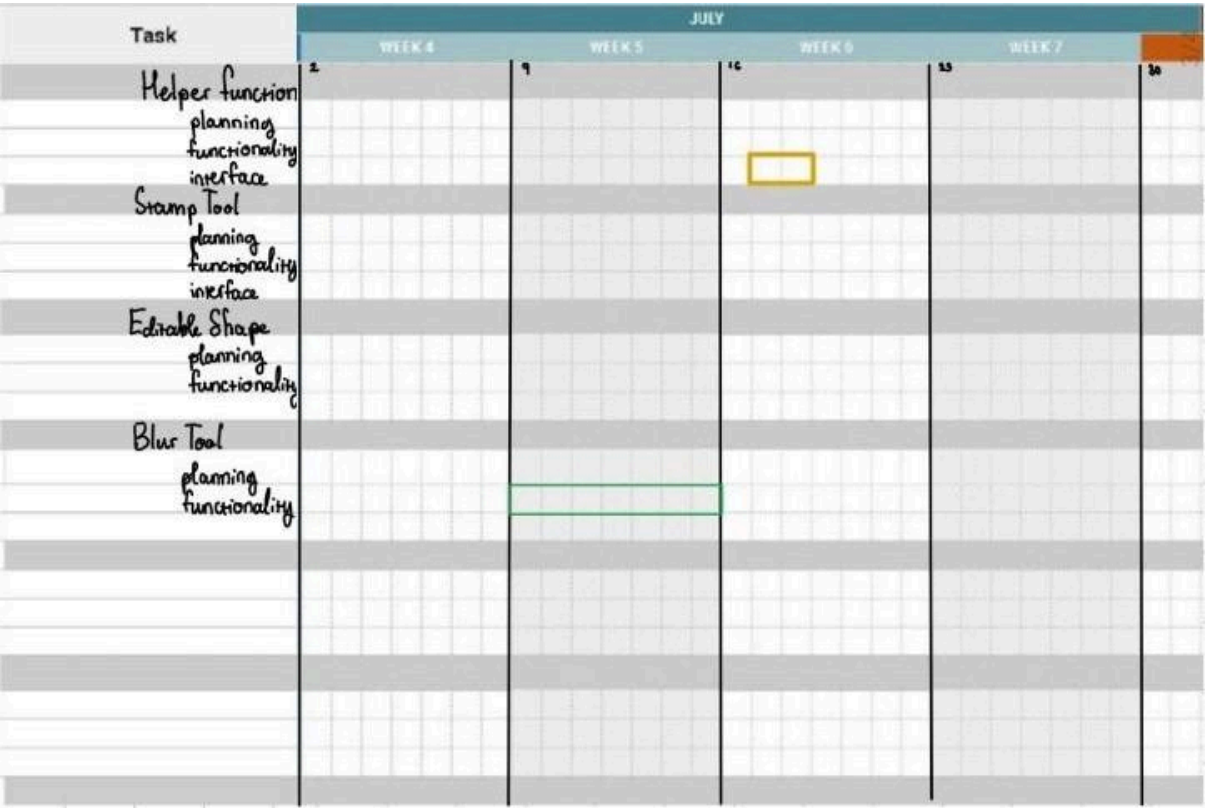 JULY
Task
WEEK 4 WEEK 5 WEEK 6 WEEK 7
2 9 16 23 30
Helper function
planning
functionality
interface
Stamp Tool
planning
functionality
interface
Editable Shape
planning
functionality
Blur Tool
planning
functionality